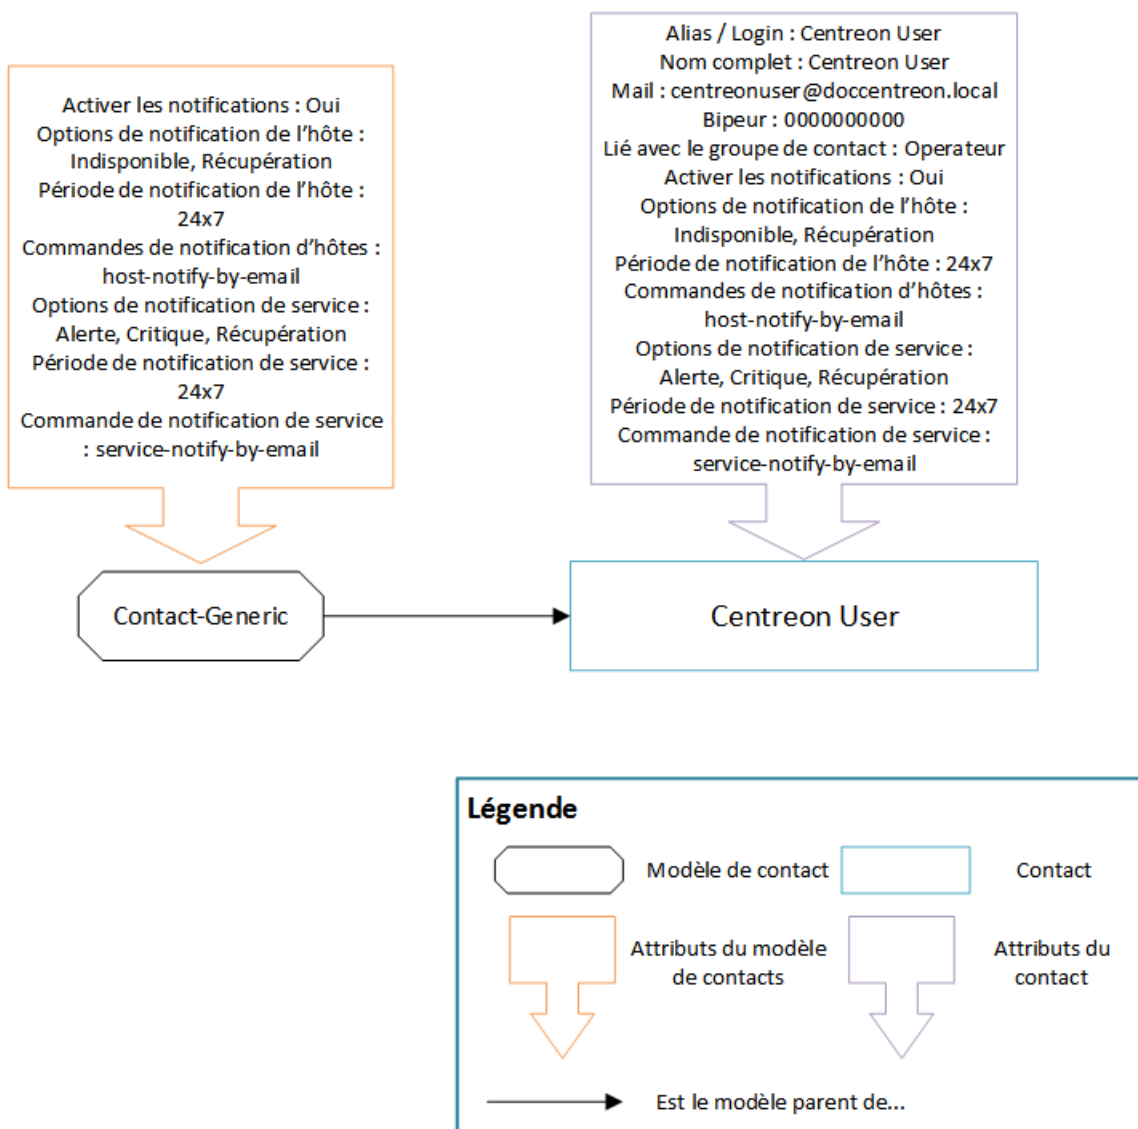 Activer les notifications : Oui
Options de notification de l’hôte :
Indisponible, Récupération
Période de notification de l’hôte :
24x7
Commandes de notification d’hôtes :
host-notify-by-email
Options de notification de service :
Alerte, Critique, Récupération
Période de notification de service :
24x7
Commande de notification de service
: service-notify-by-email
Alias / Login : Centreon User
Nom complet : Centreon User
Mail : centreonuser@doccentreon.local
Bipeur : 0000000000
Lié avec le groupe de contact : Operateur
Activer les notifications : Oui
Options de notification de l’hôte :
Indisponible, Récupération
Période de notification de l’hôte : 24x7
Commandes de notification d’hôtes :
host-notify-by-email
Options de notification de service :
Alerte, Critique, Récupération
Période de notification de service : 24x7
Commande de notification de service :
service-notify-by-email
Contact-Generic
Centreon User
Légende
Modèle de contact
Contact
Attributs du modèle
de contacts
Attributs du
contact
Est le modèle parent de...